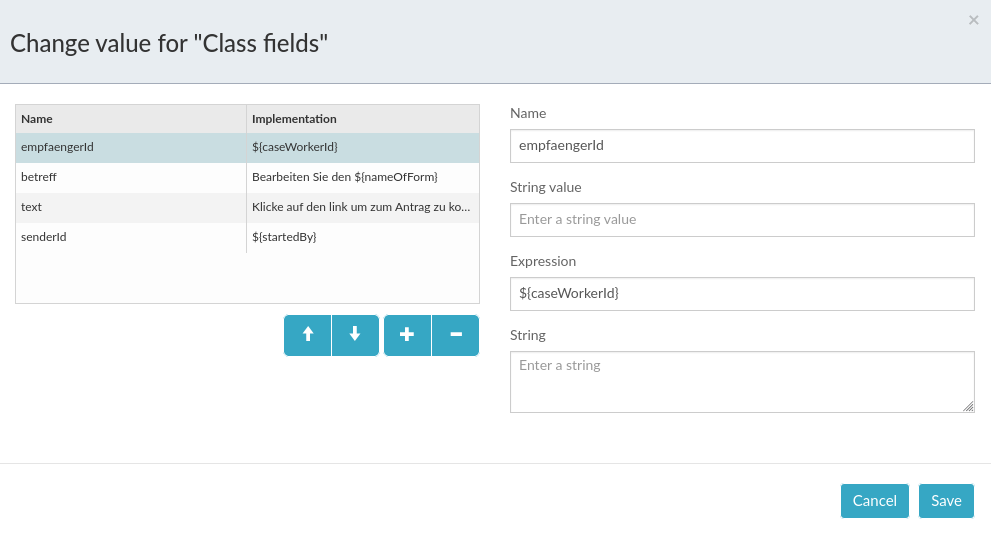 ×
Change value for "Class fields"
Name Implementation
empfaengerId ${caseWorkerId}
betreff Bearbeiten Sie den ${nameOfForm}
text Klicke auf den link um zum Antrag zu ko...
senderId ${startedBy}
Name
empfaengerId
String value
Enter a string value
Expression
${caseWorkerId}
String
Enter a string
Cancel Save